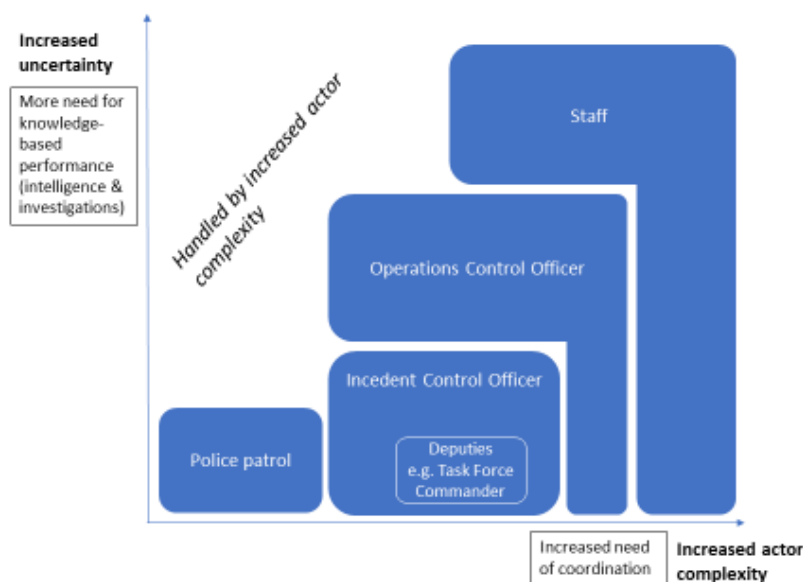 Increased
uncertainty
More need for
knowledge-
based
performance
(intelligence &
investigations)
Handled by increased actor
complexity
Staff
Operations Control Officer
Incedent Control Officer
Deputies
e.g. Task Force
Commander
Police patrol
Increased need
of coordination
Increased actor
complexity